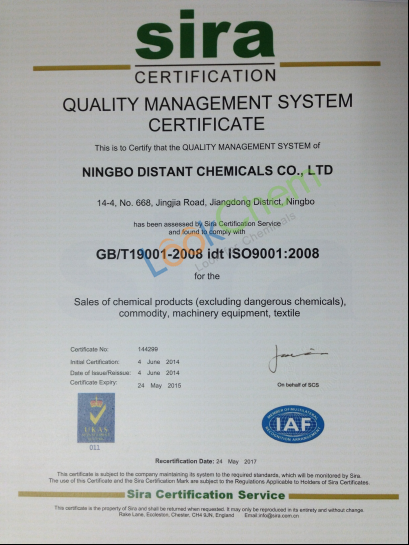 sira
CERTIFICATION
QUALITY MANAGEMENT SYSTEM
CERTIFICATE
This is to Certify that the QUALITY MANAGEMENT SYSTEM of
NINGBO DISTANT CHEMICALS CO., LTD
14-4, No. 668, Jingjia Road, Jiangdong District, Ningbo
has been assessed by Sira Certification Service
and found to comply with
LookChem
Look Chemicals
GB/T19001-2008 idt ISO9001:2008
for the
Sales of chemical products (excluding dangerous chemicals),
commodity, machinery equipment, textile
Certificate No: 144299
Initial Certification: 4 June 2014
Date of Issue/Reissue: 4 June 2014
Certificate Expiry: 24 May 2015
On behalf of SCS
UKAS
011
IAF
Recertification Date: 24 May 2017
This certificate is subject to the company maintaining its system to the required standards, which will be monitored by Sira.
The use of this Certificate and the Sira Certification Mark are subject to the Regulations Applicable to Holders of Sira Certificates.
Sira Certification Service
This certificate is the property of Sira and shall be returned when requested. It may only be reproduced in its entirety and without change.
Rake Lane, Eccleston, Chester, CH4 9JN, England Email:info@sira.com.cn